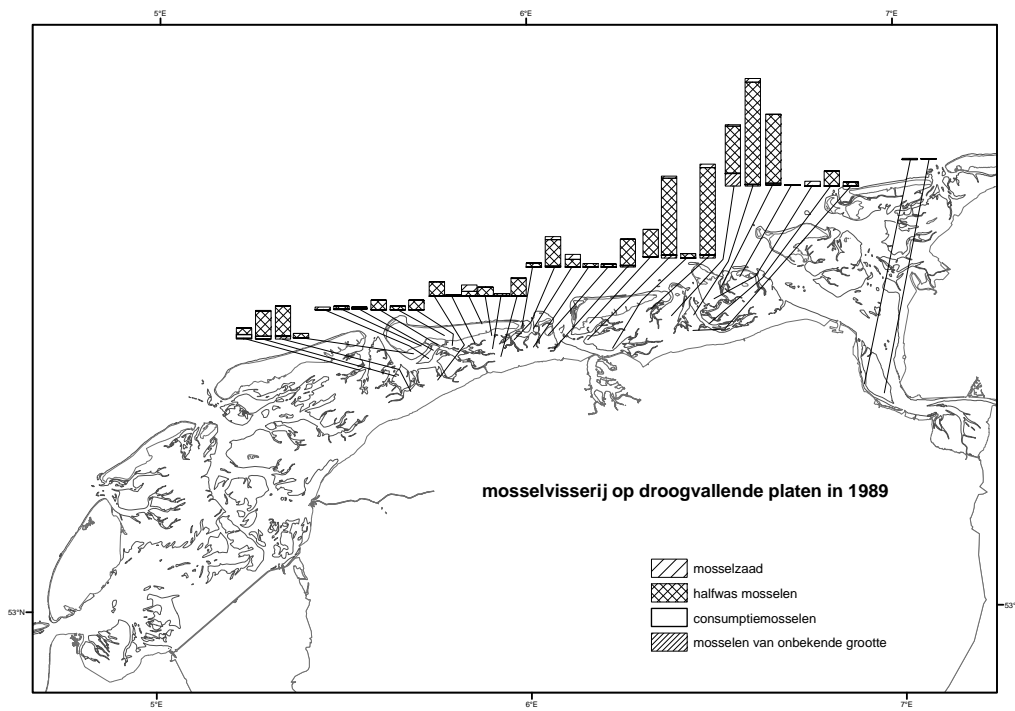 5°E 6°E 7°E
mosselvisserij op droogvallende platen in 1989
mosselzaad
halfwas mosselen
53°N 53°
consumptiemosselen
mosselen van onbekende grootte
5°E 6°E 7°E